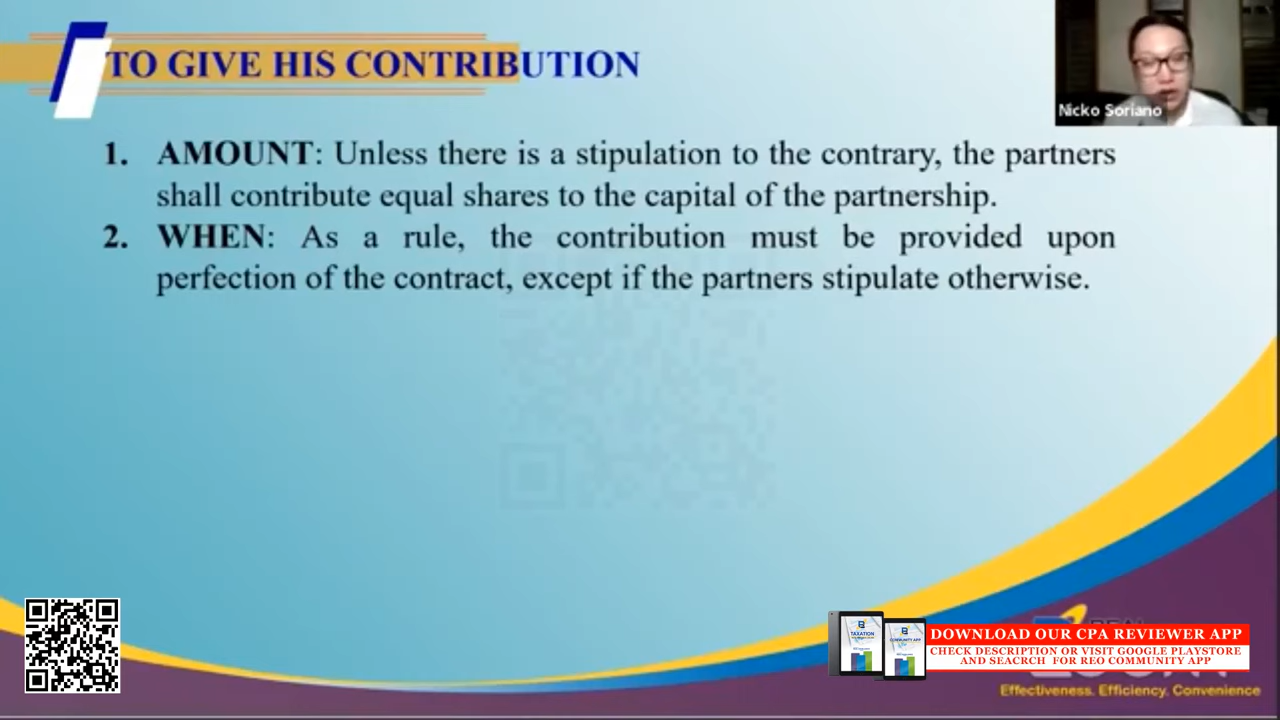 TO GIVE HIS CONTRIBUTION
Nicko Soriano
1. AMOUNT: Unless there is a stipulation to the contrary, the partners
shall contribute equal shares to the capital of the partnership.
2. WHEN: As a rule, the contribution must be provided upon
perfection of the contract, except if the partners stipulate otherwise.
TAXATION
COMMUNITY APP
DOWNLOAD OUR CPA REVIEWER APP
CHECK DESCRIPTION OR VISIT GOOGLE PLAYSTORE
AND SEACRCH FOR REO COMMUNITY APP
Effectiveness. Efficiency. Convenience